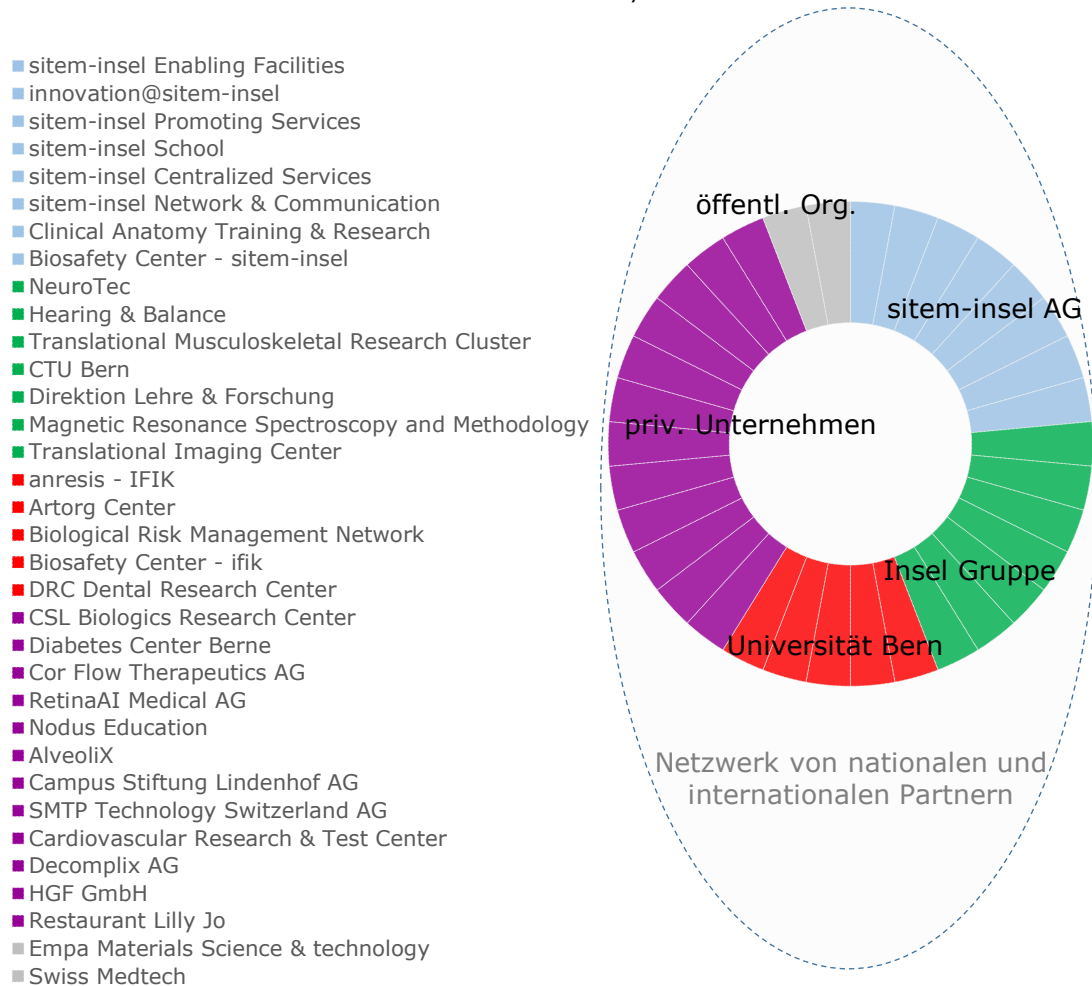 sitem-insel Enabling Facilities
innovation@sitem-insel
sitem-insel Promoting Services
sitem-insel School
sitem-insel Centralized Services
sitem-insel Network & Communication
Clinical Anatomy Training & Research
Biosafety Center - sitem-insel
NeuroTec
Hearing & Balance
Translational Musculoskeletal Research Cluster
CTU Bern
Direktion Lehre & Forschung
Magnetic Resonance Spectroscopy and Methodology
Translational Imaging Center
anresis - IFIK
Artorg Center
Biological Risk Management Network
Biosafety Center - ifik
DRC Dental Research Center
CSL Biologics Research Center
Diabetes Center Berne
Cor Flow Therapeutics AG
RetinaAI Medical AG
Nodus Education
AlveoliX
Campus Stiftung Lindenhof AG
SMTP Technology Switzerland AG
Cardiovascular Research & Test Center
Decomplix AG
HGF GmbH
Restaurant Lilly Jo
Empa Materials Science & technology
Swiss Medtech
öffentl. Org.
sitem-insel AG
priv. Unternehmen
Insel Gruppe
Universität Bern
Netzwerk von nationalen und
internationalen Partnern